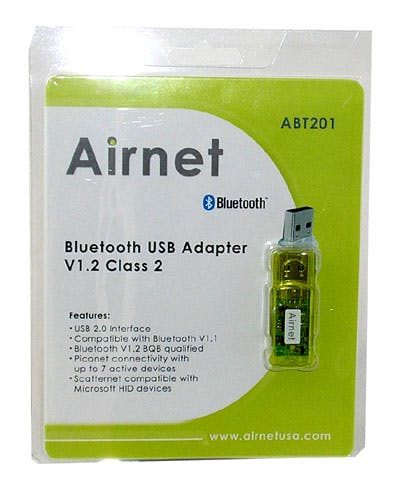 ABT201
Airnet
Bluetooth™
Bluetooth USB Adapter
V1.2 Class 2
Features:
• USB 2.0 Interface
• Compatible with Bluetooth V1,1
• Bluetooth V1.2 BQB qualified
• Piconet connectivity with
up to 7 active devices
• Scatternet compatible with
Microsoft HID devices
Airnet
www.airnetusa.com